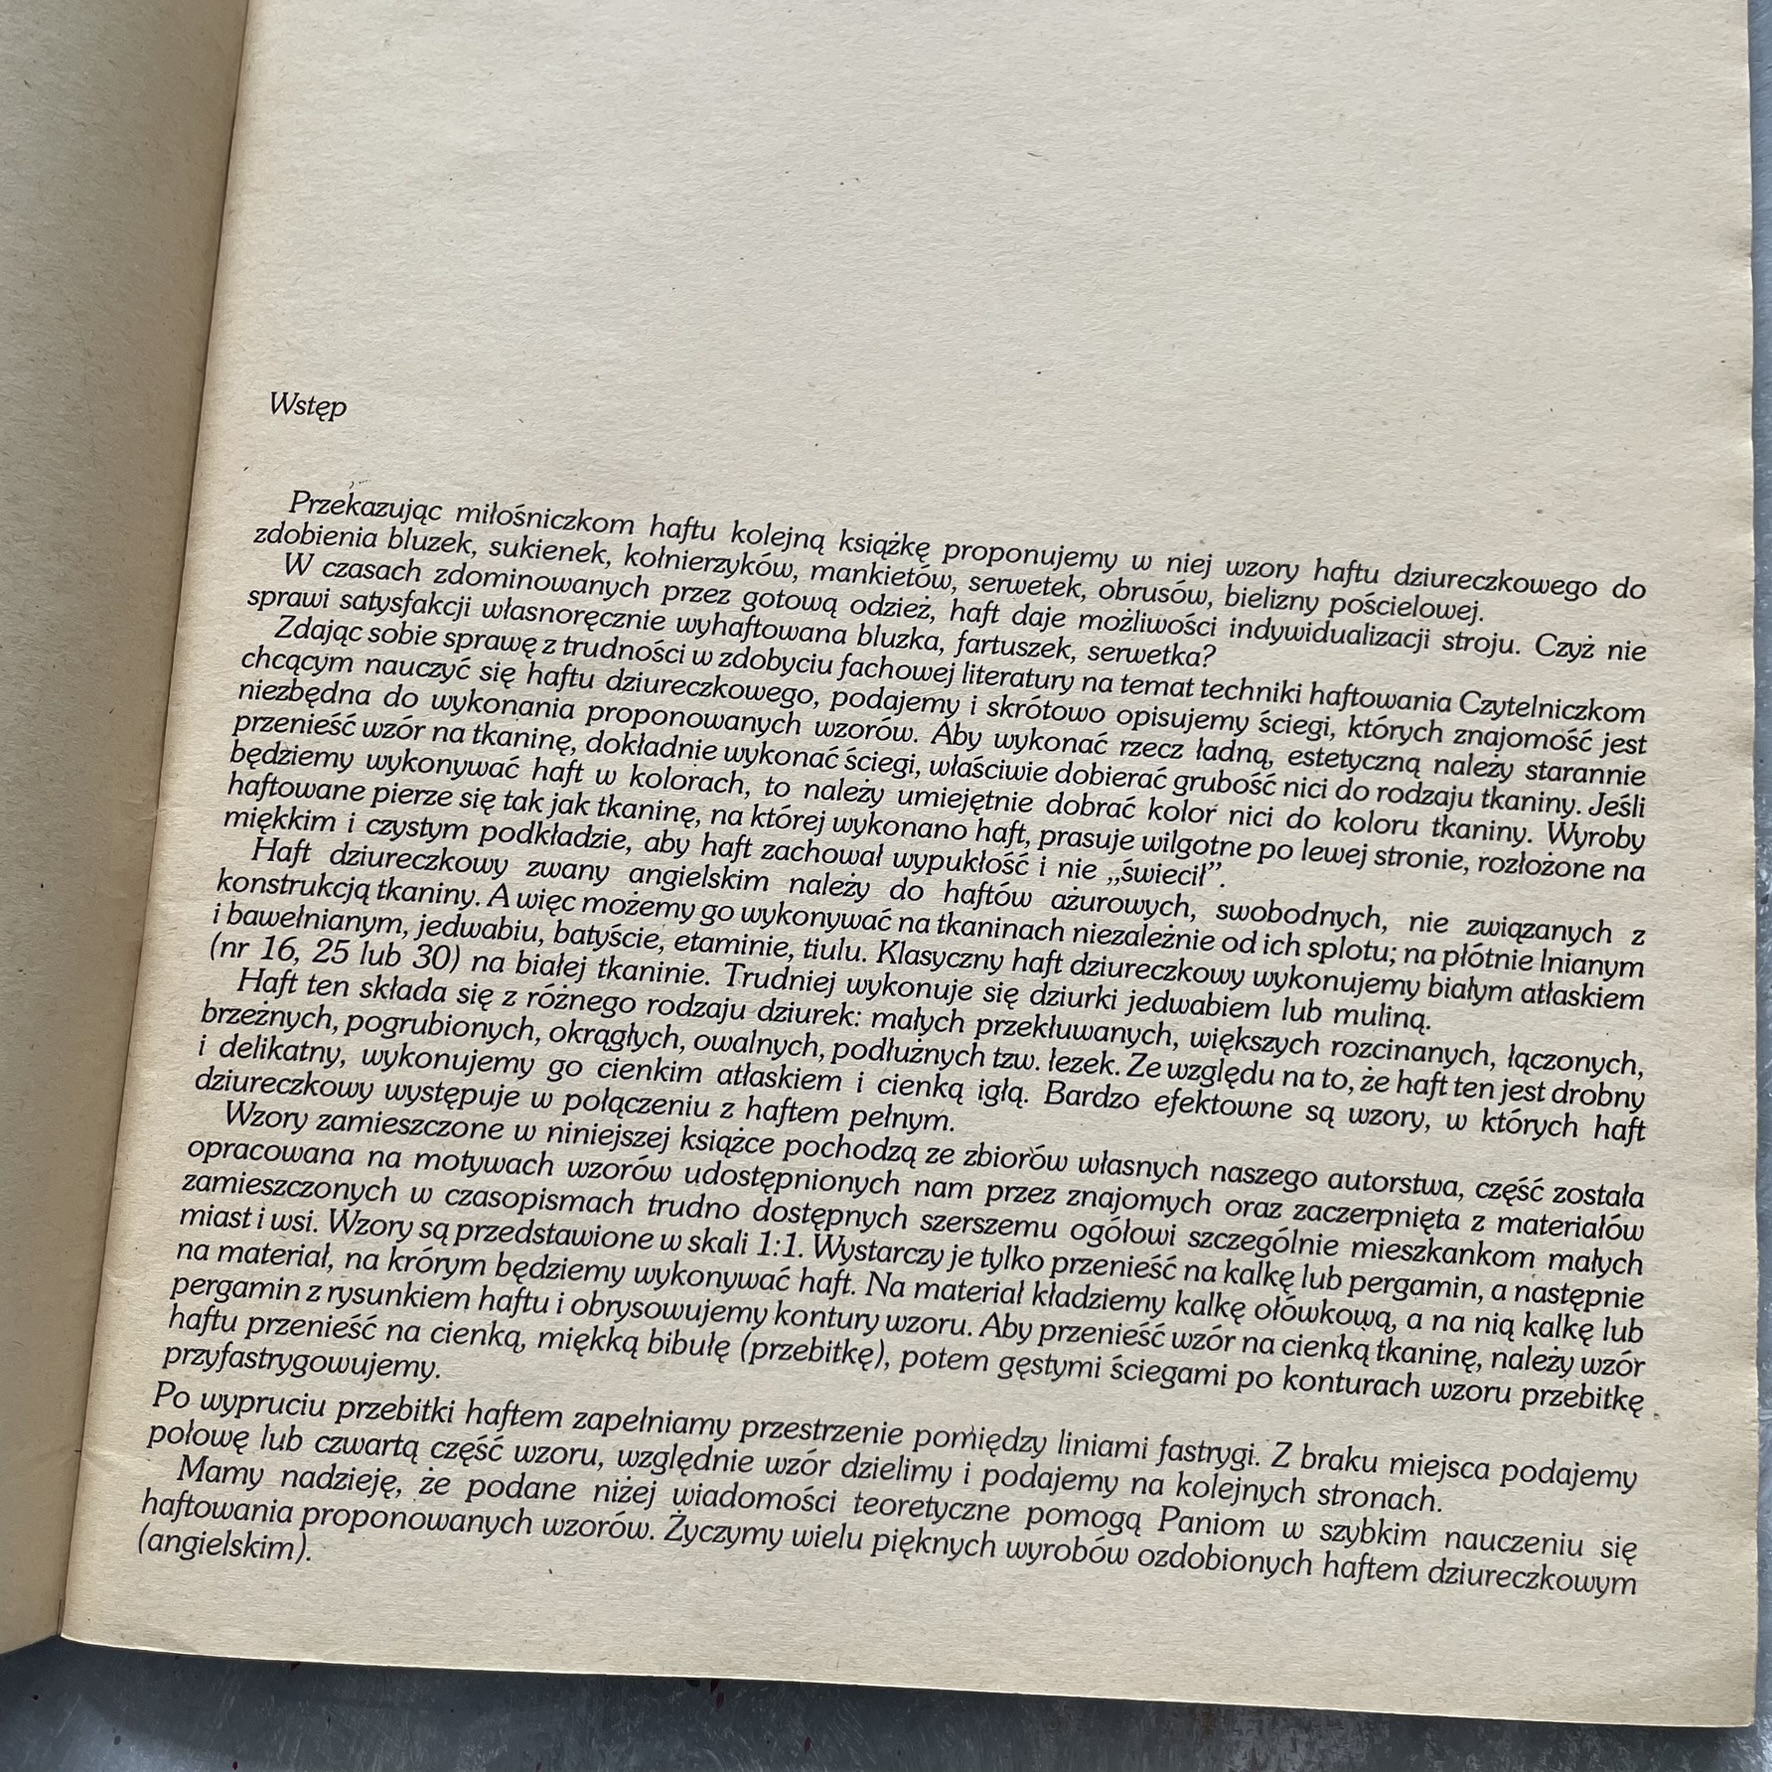 Wstęp
Przekazując miłośniczkom haftu kolejną książkę proponujemy w niej wzory haftu dziureczkowego do
zdobienia bluzek, sukienek, kołnierzyków, mankietów, serwetek, obrusów, bielizny pościelowej.
W czasach zdominowanych przez gotową odzież, haft daje możliwości indywidualizacji stroju. Czyż nie
sprawi satysfakcji własnoręcznie wyhaftowana bluzka, fartuszek, serwetka?
Zdając sobie sprawę z trudności w zdobyciu fachowej literatury na temat techniki haftowania Czytelniczkom
chcącym nauczyć się haftu dziureczkowego, podajemy i skrótowo opisujemy ściegi, których znajomość jest
niezbędna do wykonania proponowanych wzorów. Aby wykonać rzecz ładną, estetyczną należy starannie
przenieść wzór na tkaninę, dokładnie wykonać ściegi, właściwie dobierać grubość nici do rodzaju tkaniny. Jeśli
będziemy wykonywać haft w kolorach, to należy umiejętnie dobrać kolor nici do koloru tkaniny. Wyroby
haftowane pierze się tak jak tkaninę, na której wykonano haft, prasuje wilgotne po lewej stronie, rozłożone na
miękkim i czystym podkładzie, aby haft zachował wypukłość i nie „świecił”.
Haft dziureczkowy zwany angielskim należy do haftów ażurowych, swobodnych, nie związanych z
konstrukcją tkaniny. A więc możemy go wykonywać na tkaninach niezależnie od ich splotu; na płótnie lnianym
i bawełnianym, jedwabiu, batyście, etaminie, tiulu. Klasyczny haft dziureczkowy wykonujemy białym atłaskiem
(nr 16, 25 lub 30) na białej tkaninie. Trudniej wykonuje się dziurki jedwabiem lub muliną.
Haft ten składa się z różnego rodzaju dziurek: małych przekłuwanych, większych rozcinanych, łączonych,
brzeżnych, pogrubionych, okrągłych, owalnych, podłużnych tzw. łezek. Ze względu na to, że haft ten jest drobny
i delikatny, wykonujemy go cienkim atłaskiem i cienką igłą. Bardzo efektowne są wzory, w których haft
dziureczkowy występuje w połączeniu z haftem pełnym.
Wzory zamieszczone w niniejszej książce pochodzą ze zbiorów własnych naszego autorstwa, część została
opracowana na motywach wzorów udostępnionych nam przez znajomych oraz zaczerpnięta z materiałów
zamieszczonych w czasopismach trudno dostępnych szerszemu ogółowi szczególnie mieszkankom małych
miast i wsi. Wzory są przedstawione w skali 1:1. Wystarczy je tylko przenieść na kalkę lub pergamin, a następnie
na materiał, na krórym będziemy wykonywać haft. Na materiał kładziemy kalkę ołówkową, a na nią kalkę lub
pergamin z rysunkiem haftu i obrysowujemy kontury wzoru. Aby przenieść wzór na cienką tkaninę, należy wzór
haftu przenieść na cienką, miękką bibułę (przebitkę), potem gęstymi ściegami po konturach wzoru przebitkę
przyfastrygowujemy.
Po wypruciu przebitki haftem zapełniamy przestrzenie pomiędzy liniami fastrygi. Z braku miejsca podajemy
połowę lub czwartą część wzoru, względnie wzór dzielimy i podajemy na kolejnych stronach.
Mamy nadzieję, że podane niżej wiadomości teoretyczne pomogą Paniom w szybkim nauczeniu się
haftowania proponowanych wzorów. Życzymy wielu pięknych wyrobów ozdobionych haftem dziureczkowym
(angielskim).